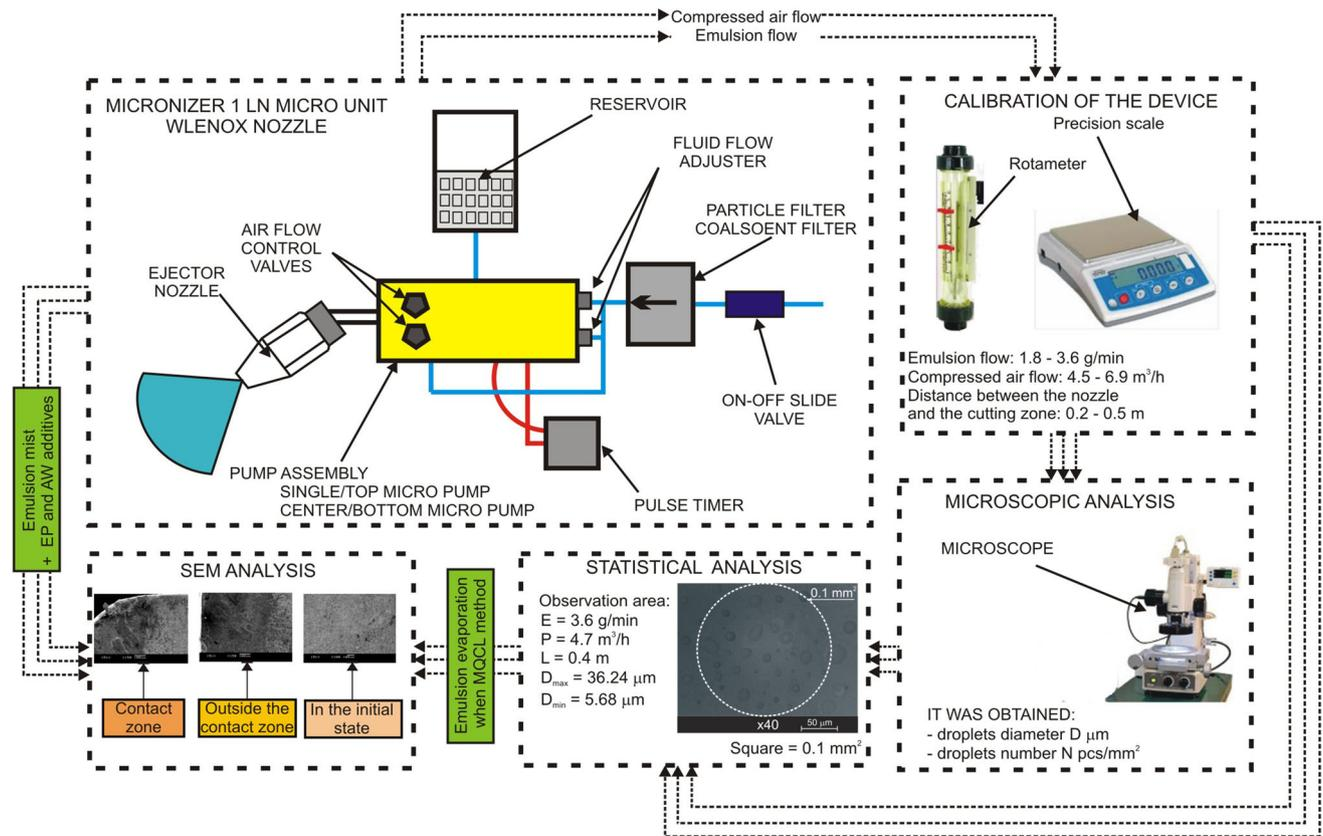 Compressed air flow
Emulsion flow
MICRONIZER 1 LN MICRO UNIT
WLENOX NOZZLE
RESERVOIR
FLUID FLOW
ADJUSTER
PARTICLE FILTER
COALSOENT FILTER
AIR FLOW
CONTROL
VALVES
EJECTOR
NOZZLE
ON-OFF SLIDE
VALVE
PUMP ASSEMBLY
SINGLE/TOP MICRO PUMP
CENTER/BOTTOM MICRO PUMP
PULSE TIMER
CALIBRATION OF THE DEVICE
Precision scale
Rotameter
0.000
Emulsion flow: 1.8 - 3.6 g/min
Compressed air flow: 4.5 - 6.9 m³/h
Distance between the nozzle
and the cutting zone: 0.2 - 0.5 m
MICROSCOPIC ANALYSIS
MICROSCOPE
IT WAS OBTAINED:
- droplets diameter D μm
- droplets number N pcs/mm²
STATISTICAL ANALYSIS
Observation area:
E = 3.6 g/min
P = 4.7 m³/h
L = 0.4 m
Dmax = 36.24 μm
Dmin = 5.68 μm
0.1 mm²
x40
50 μm
Square = 0.1 mm²
Emulsion evaporation
when MQCL method
SEM ANALYSIS
Contact
zone
Outside the
contact zone
In the initial
state
Emulsion mist
+ EP and AW additives